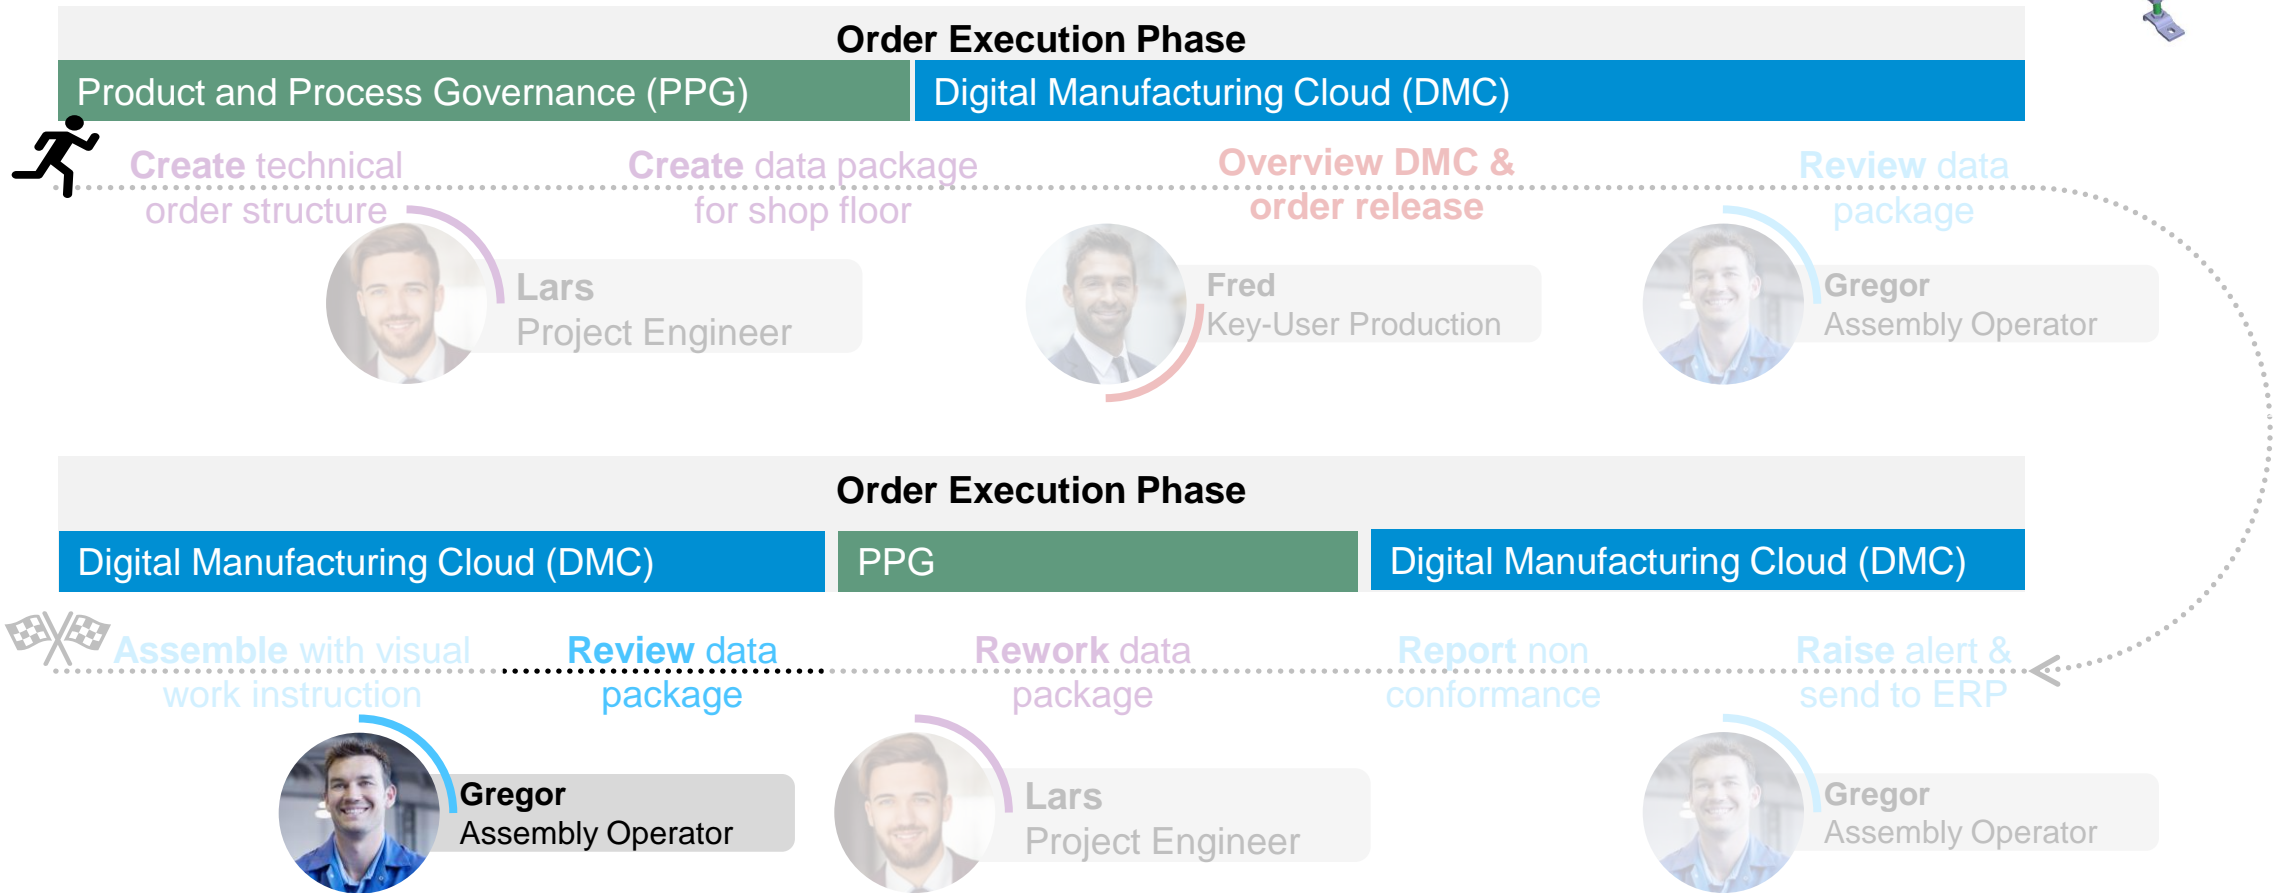 Order Execution Phase
Product and Process Governance (PPG)
Digital Manufacturing Cloud (DMC)
Create technical
order structure
Create data package
for shop floor
Overview DMC &
order release
Review data
package
Lars
Project Engineer
Fred
Key-User Production
Gregor
Assembly Operator
Order Execution Phase
Digital Manufacturing Cloud (DMC)
PPG
Digital Manufacturing Cloud (DMC)
Assemble with visual
work instruction
Review data
package
Rework data
package
Report non
conformance
Raise alert &
send to ERP
Gregor
Assembly Operator
Lars
Project Engineer
Gregor
Assembly Operator